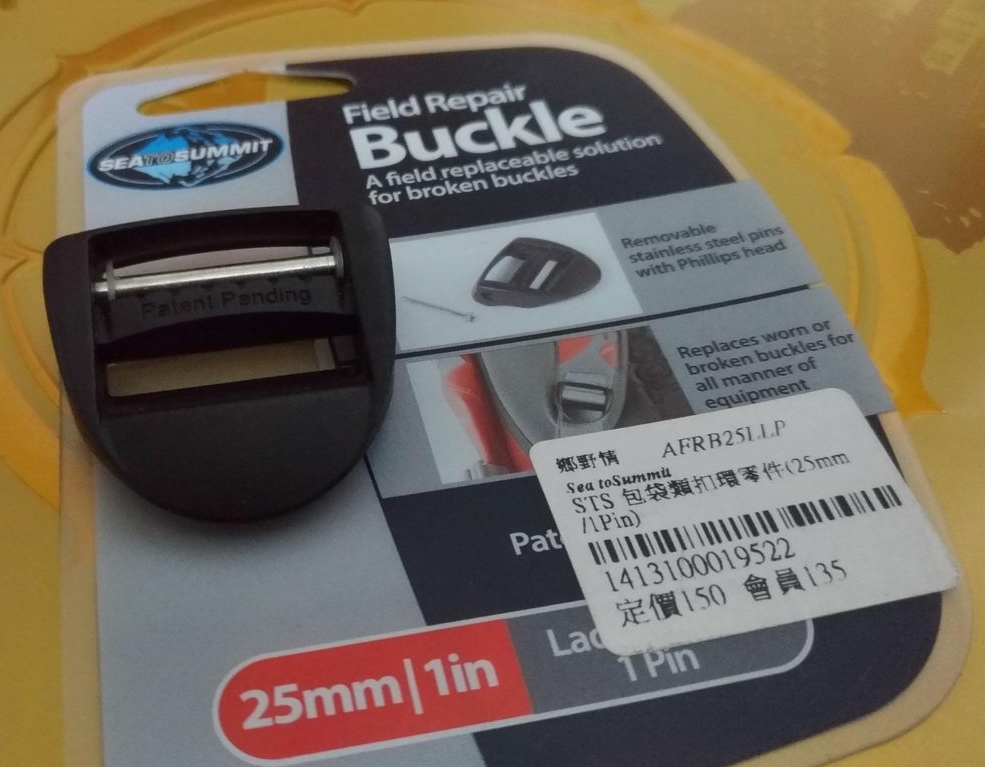 SEA TO SUMMIT
Field Repair
Buckle
A field replaceable solution
for broken buckles
Removable
stainless steel pins
with Phillips head
Patent Pending
Replaces worn or
broken buckles for
all manner of
equipment
鄉野情 AFRB25LLP
Sea toSummit
STS 包袋類扣環零件(25mm
/1Pin)
1413100019522
定價150 會員135
25mm|1in
1 Pin